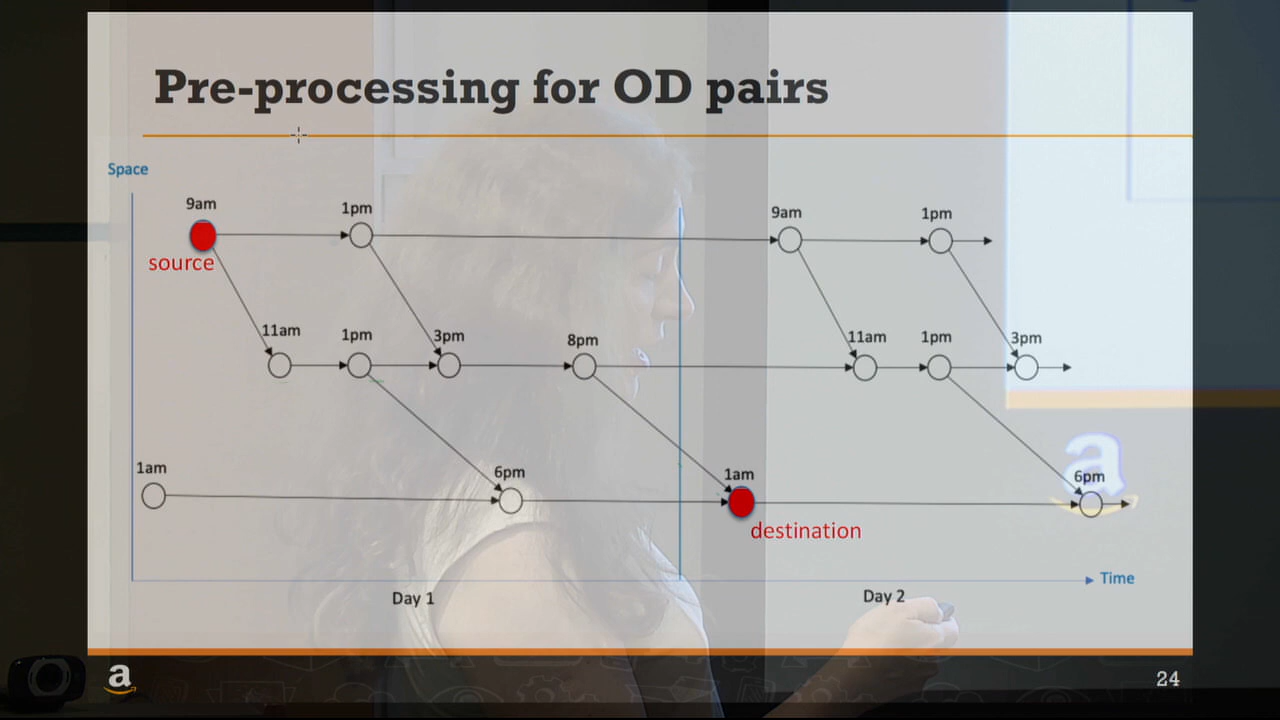 Pre-processing for OD pairs
Space
9am
1pm
9am
1pm
source
11am
1pm
3pm
8pm
11am
1pm
3pm
1am
6pm
1am
6pm
destination
Time
Day 1
Day 2
a
a
24